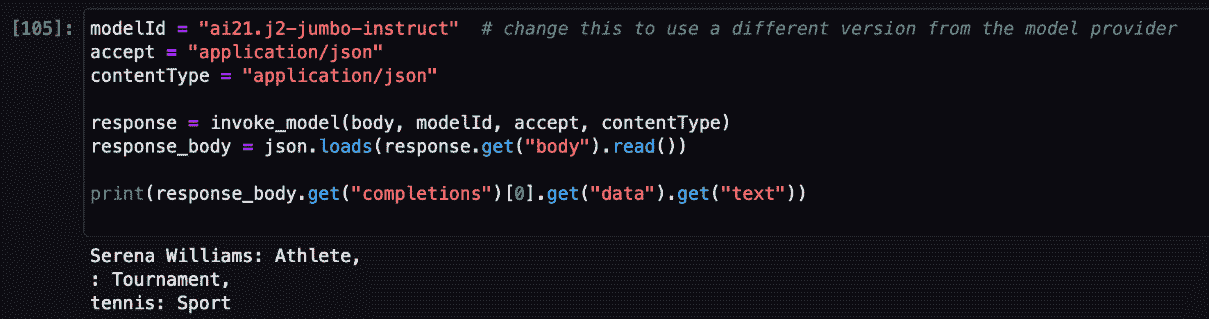 [105]: modelId = "ai21.j2-jumbo-instruct"  # change this to use a different version from the model provider
accept = "application/json"
contentType = "application/json"
response = invoke_model(body, modelId, accept, contentType)
response_body = json.loads(response.get("body").read())
print(response_body.get("completions")[0].get("data").get("text"))
Serena Williams: Athlete,
: Tournament,
tennis: Sport